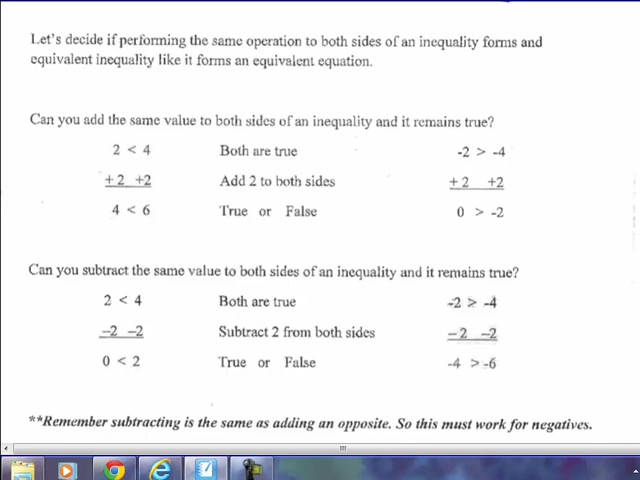 Let's decide if performing the same operation to both sides of an inequality forms and
equivalent inequality like it forms an equivalent equation.
Can you add the same value to both sides of an inequality and it remains true?
2 < 4 Both are true -2 > -4
+2 +2 Add 2 to both sides +2 +2
4 < 6 True or False 0 > -2
Can you subtract the same value to both sides of an inequality and it remains true?
2 < 4 Both are true -2 > -4
−2 −2 Subtract 2 from both sides −2 −2
0 < 2 True or False -4 > -6
**Remember subtracting is the same as adding an opposite. So this must work for negatives.